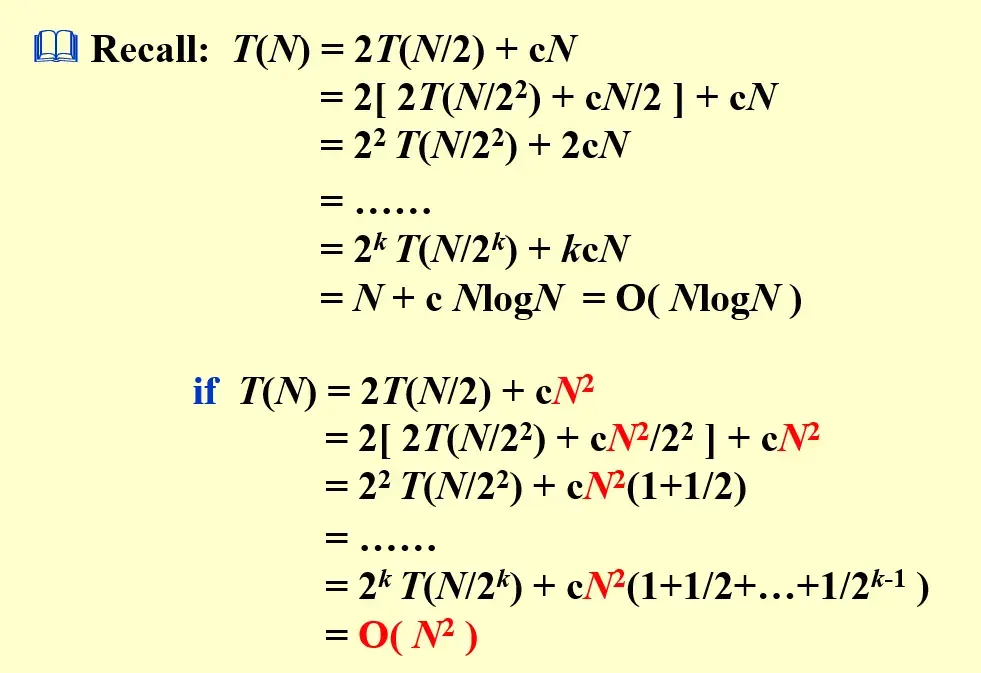 Recall: T(N) = 2T(N/2) + cN
= 2[ 2T(N/2²) + cN/2 ] + cN
= 2² T(N/2²) + 2cN
= ……
= 2ᵏ T(N/2ᵏ) + kcN
= N + c NlogN = O( NlogN )
if T(N) = 2T(N/2) + cN²
= 2[ 2T(N/2²) + cN²/2² ] + cN²
= 2² T(N/2²) + cN²(1+1/2)
= ……
= 2ᵏ T(N/2ᵏ) + cN²(1+1/2+…+1/2ᵏ⁻¹ )
= O( N² )